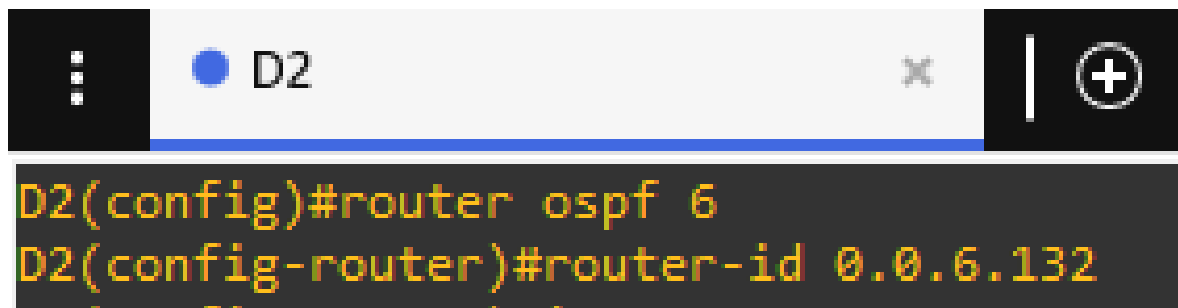 D2
D2(config)#router ospf 6
D2(config-router)#router-id 0.0.6.132